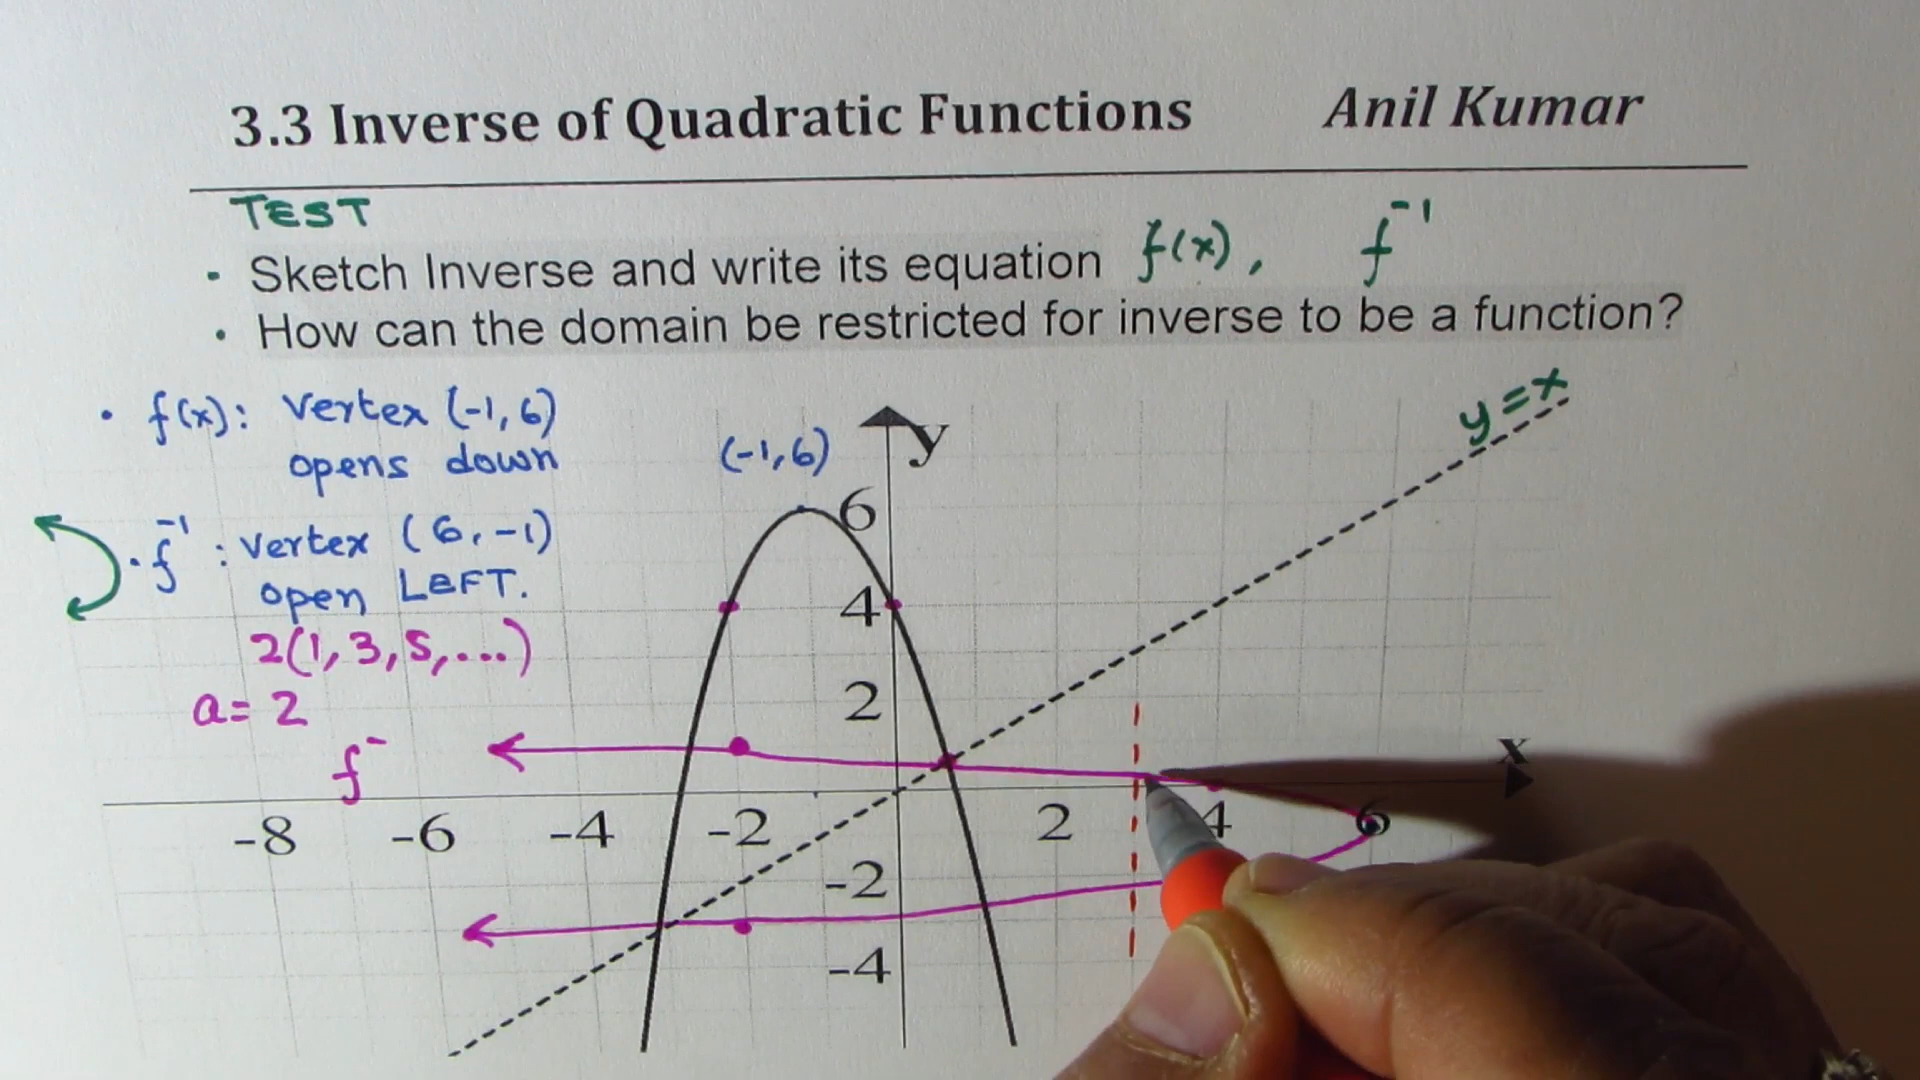 3.3 Inverse of Quadratic Functions Anil Kumar
TEST
• Sketch Inverse and write its equation f(x), f⁻¹
• How can the domain be restricted for inverse to be a function?
• f(x): Vertex (-1, 6)
opens down
• f⁻¹ : Vertex (6, -1)
open LEFT.
2(1, 3, 5, ...)
a = 2
f⁻
(-1, 6)
y
y = x
6
4
2
x
-8 -6 -4 -2 2 4 6
-2
-4